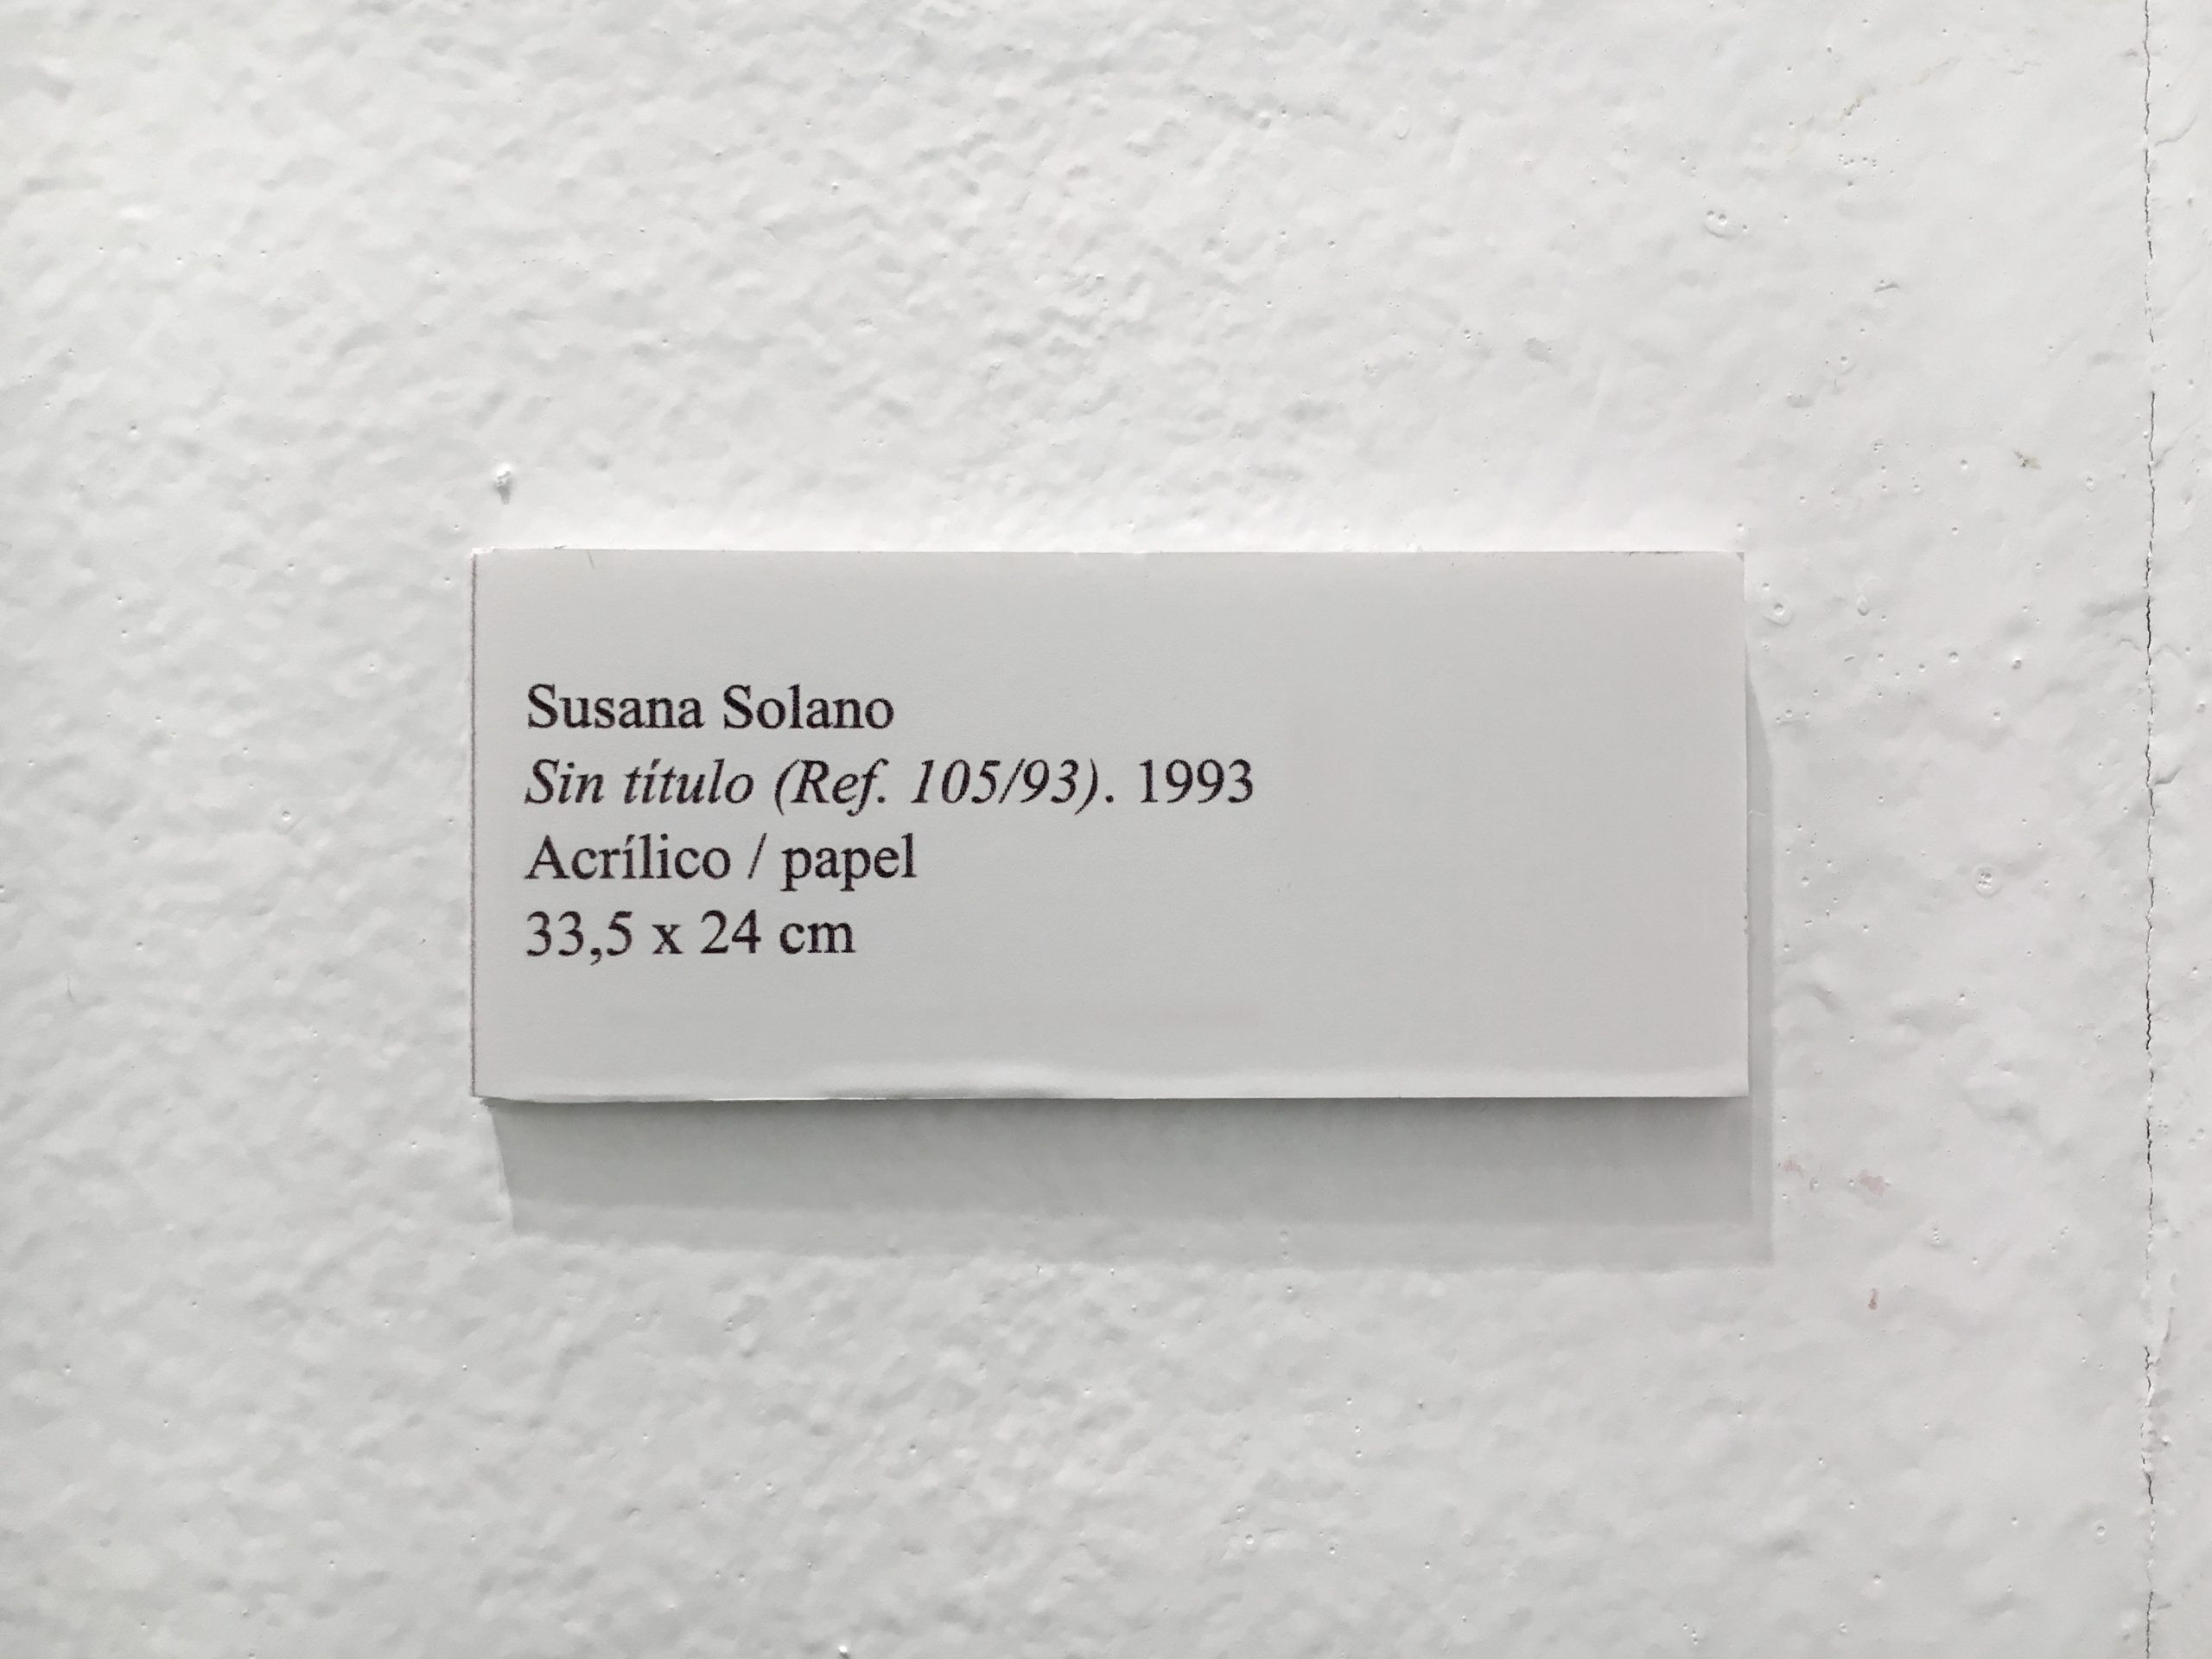 Susana Solano
Sin título (Ref. 105/93). 1993
Acrílico / papel
33,5 x 24 cm